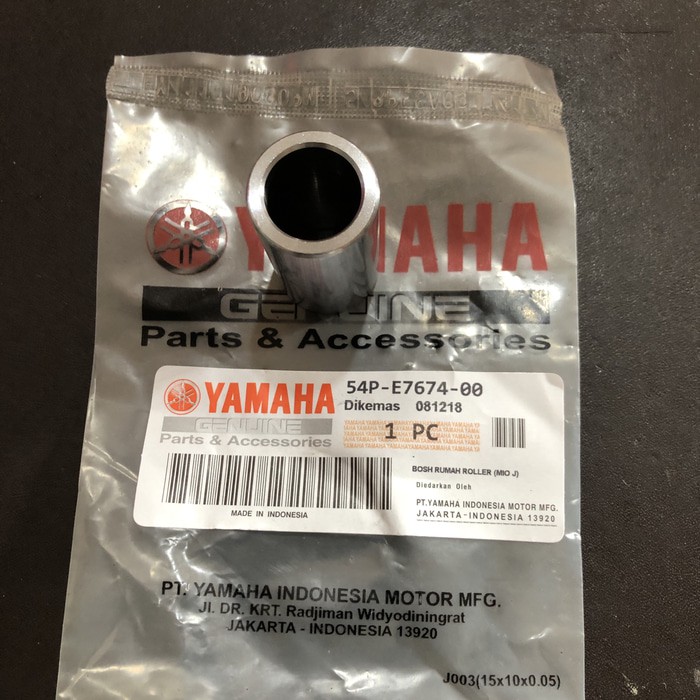 YAMAHA
GENUINE
Parts & Accessories
YAMAHA
GENUINE
Parts & Accessories
54P-E7674-00
Dikemas 081218
1 PC
BOSH RUMAH ROLLER (MIO J)
Diedarkan Oleh
PT.YAMAHA INDONESIA MOTOR MFG.
JAKARTA-INDONESIA 13920
MADE IN INDONESIA
PT. YAMAHA INDONESIA MOTOR MFG.
Jl. DR. KRT. Radjiman Widyodiningrat
JAKARTA - INDONESIA 13920
J003(15x10x0.05)